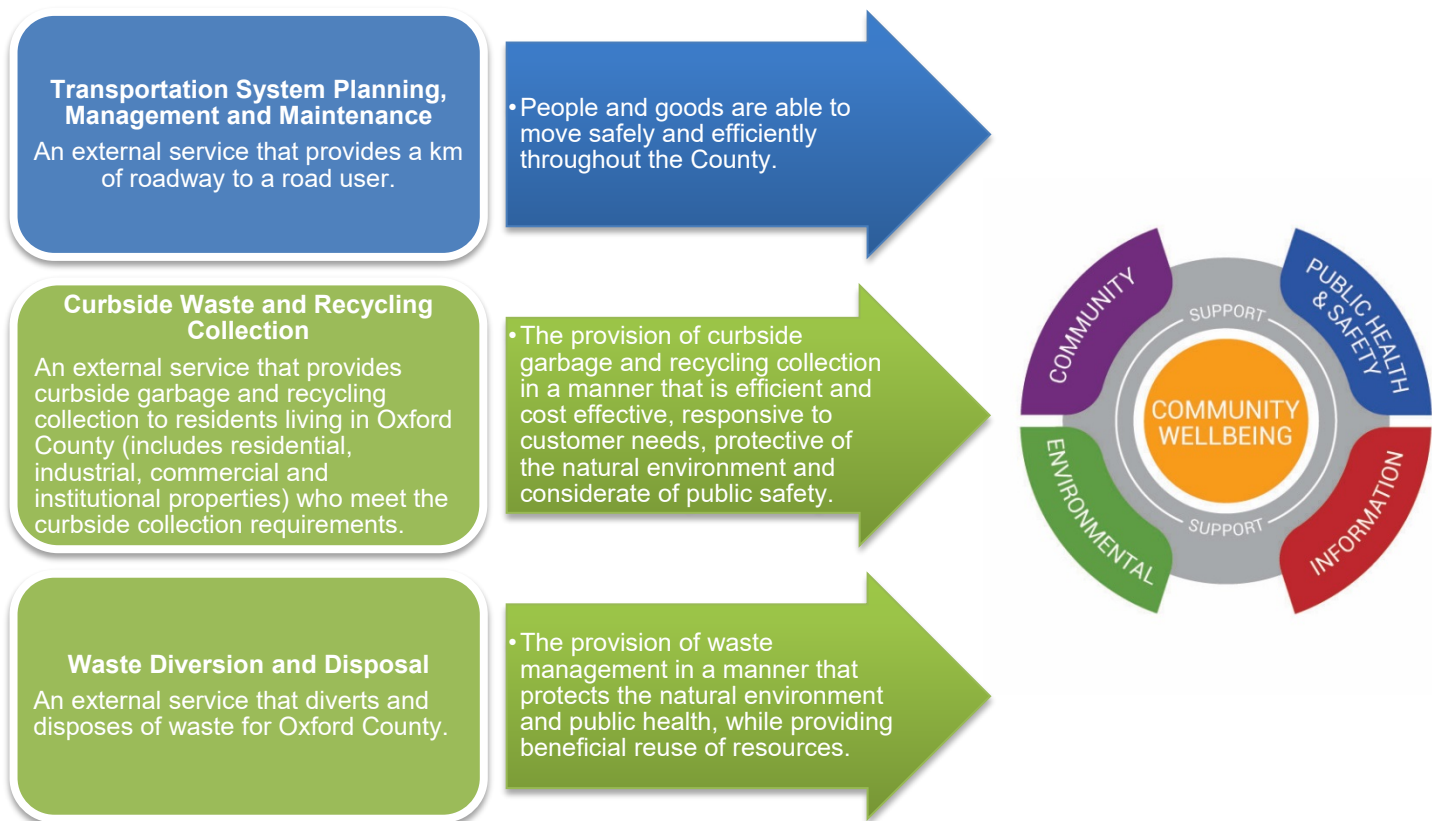 Transportation System Planning,
Management and Maintenance
An external service that provides a km
of roadway to a road user.
•People and goods are able to
move safely and efficiently
throughout the County.
Curbside Waste and Recycling
Collection
An external service that provides
curbside garbage and recycling
collection to residents living in Oxford
County (includes residential,
industrial, commercial and
institutional properties) who meet the
curbside collection requirements.
•The provision of curbside
garbage and recycling collection
in a manner that is efficient and
cost effective, responsive to
customer needs, protective of
the natural environment and
considerate of public safety.
Waste Diversion and Disposal
An external service that diverts and
disposes of waste for Oxford County.
•The provision of waste
management in a manner that
protects the natural environment
and public health, while providing
beneficial reuse of resources.
COMMUNITY
PUBLIC HEALTH
& SAFETY
SUPPORT
COMMUNITY
WELLBEING
ENVIRONMENTAL
INFORMATION
SUPPORT